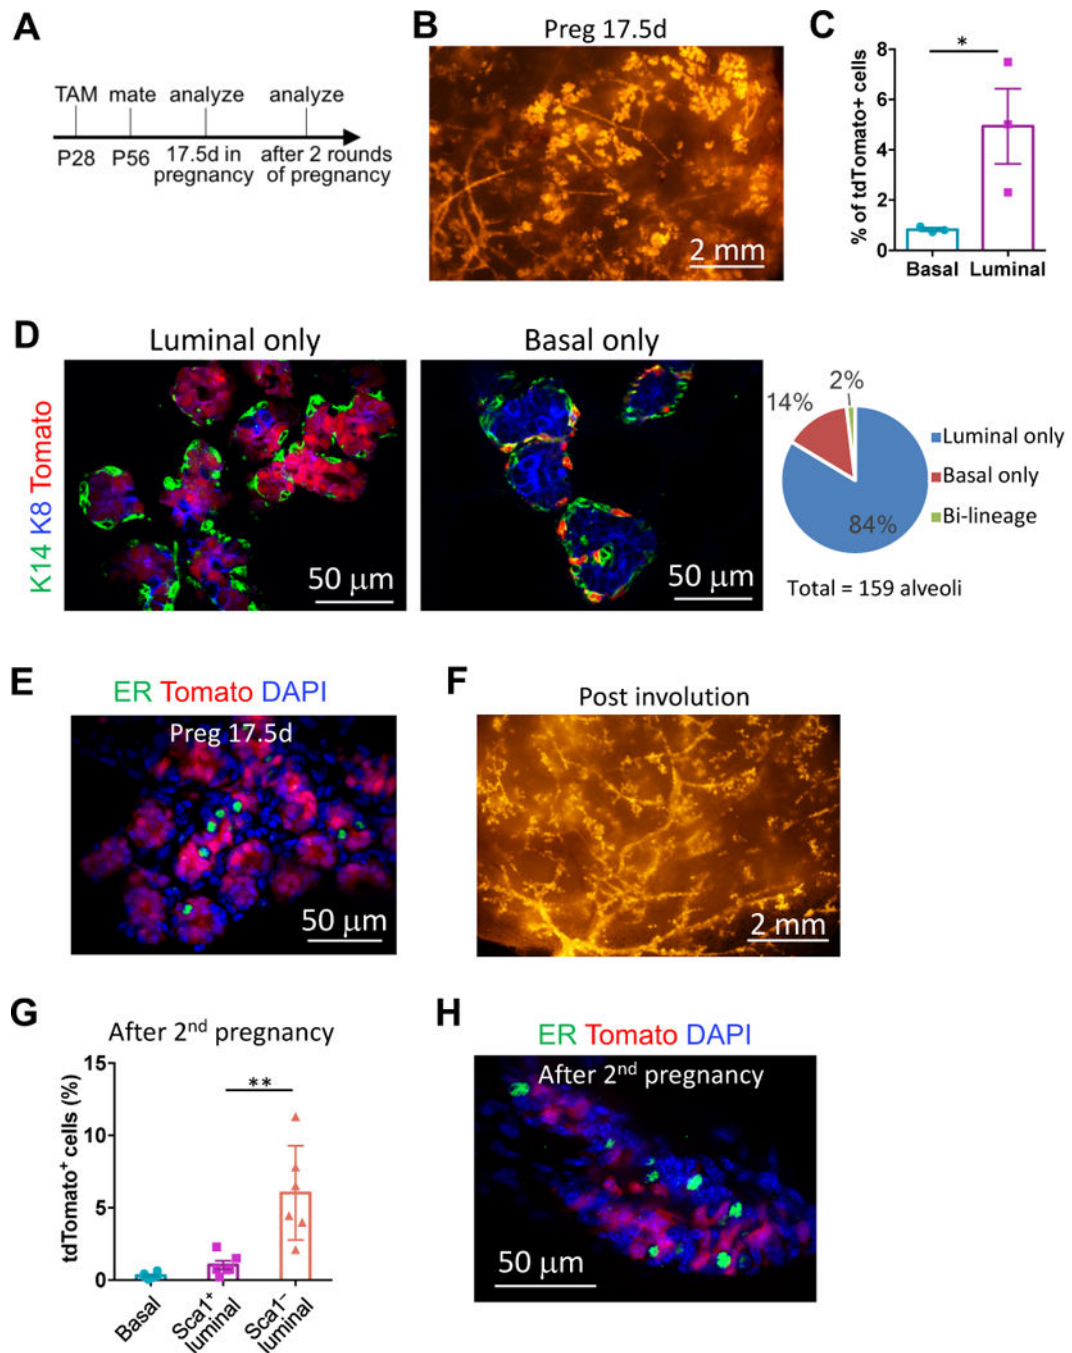 A
TAM mate analyze analyze
P28 P56 17.5d in after 2 rounds
pregnancy of pregnancy
B
Preg 17.5d
2 mm
C
% of tdTomato+ cells
8
6
4
2
0
*
Basal Luminal
D
K14 K8 Tomato
Luminal only
50 μm
Basal only
50 μm
2%
14%
84%
Luminal only
Basal only
Bi-lineage
Total = 159 alveoli
E
ER Tomato DAPI
Preg 17.5d
50 μm
F
Post involution
2 mm
G
After 2nd pregnancy
tdTomato+ cells (%)
15
10
5
0
**
Basal
Sca1+
luminal
Sca1–
luminal
H
ER Tomato DAPI
After 2nd pregnancy
50 μm